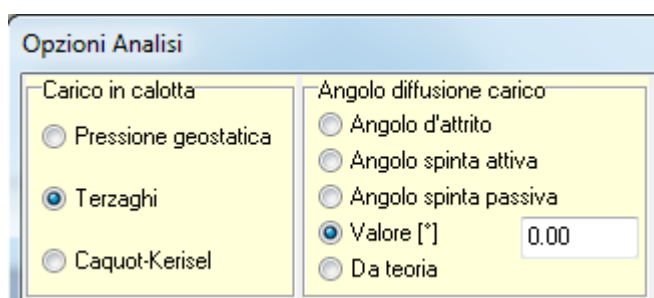 Opzioni Analisi
Carico in calotta
Pressione geostatica
Terzaghi
Caquot-Kerisel
Angolo diffusione carico
Angolo d'attrito
Angolo spinta attiva
Angolo spinta passiva
Valore [°] 0.00
Da teoria